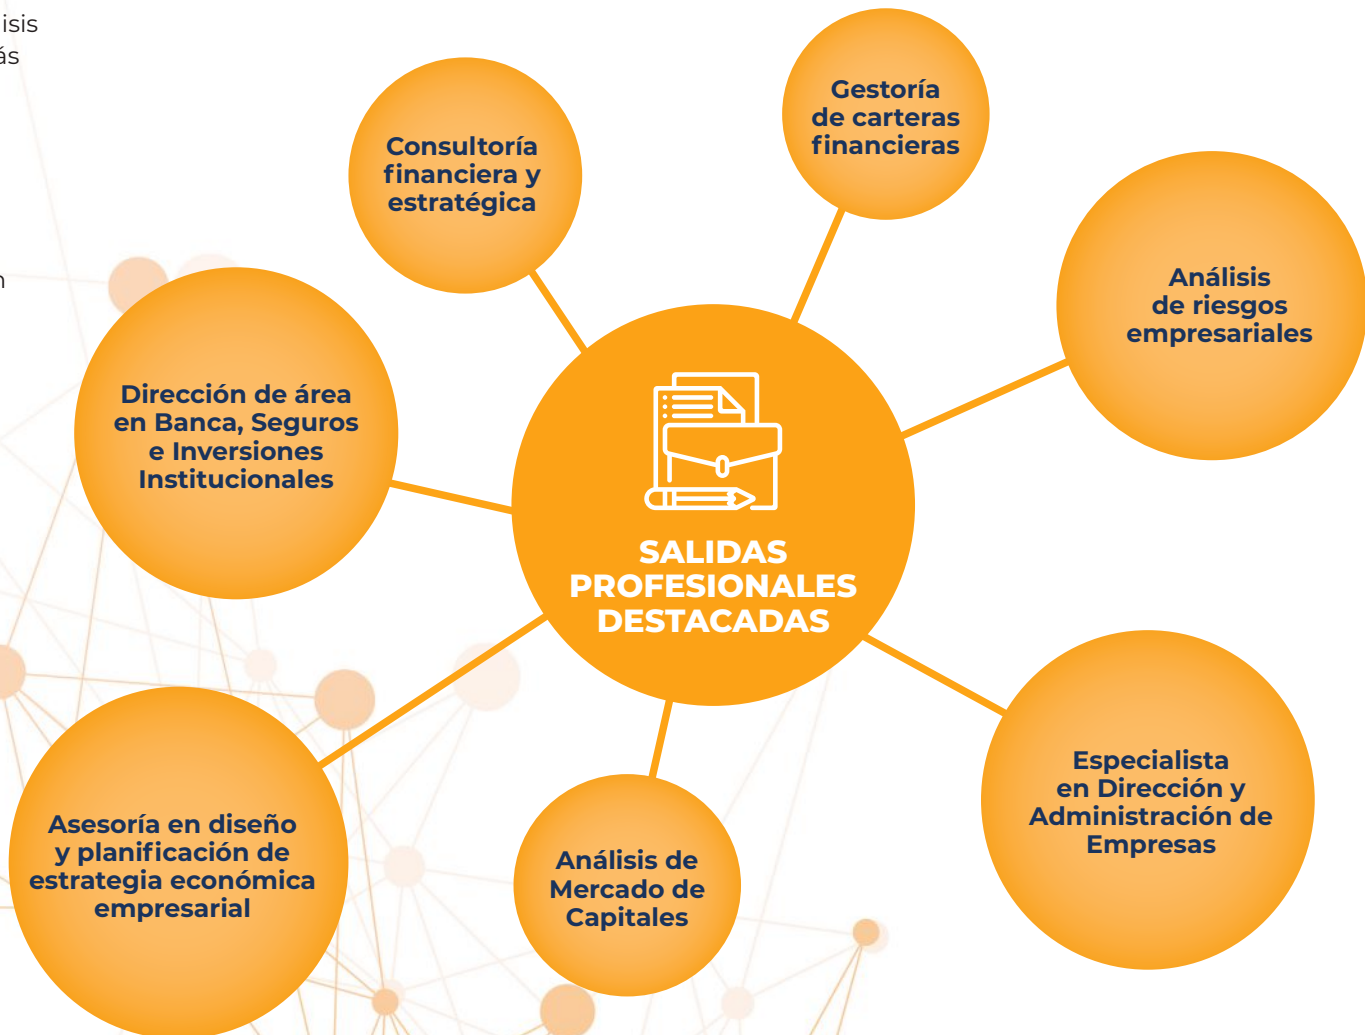 Consultoría
financiera y
estratégica
Gestoría
de carteras
financieras
Análisis
de riesgos
empresariales
Dirección de área
en Banca, Seguros
e Inversiones
Institucionales
SALIDAS
PROFESIONALES
DESTACADAS
Especialista
en Dirección y
Administración de
Empresas
Asesoría en diseño
y planificación de
estrategia económica
empresarial
Análisis de
Mercado de
Capitales